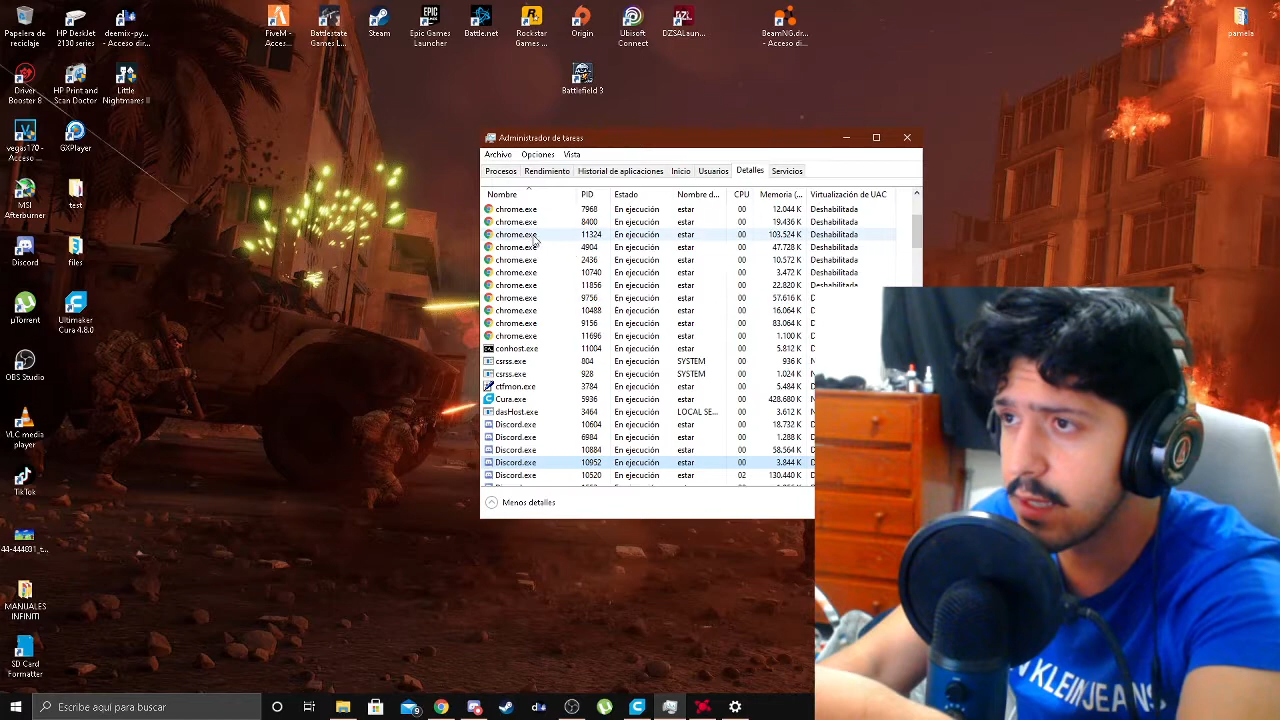 Papelera de
reciclaje
HP Deskjet
2130 series
deemix-py...
- Acceso dir...
FiveM -
Acceso...
Battlestate
Games L...
Steam
Epic Games
Launcher
Battle.net
Rockstar
Games ...
Origin
Ubisoft
Connect
DZSALaun...
BeamNG.dr...
- Acceso di...
pamela
Driver
Booster 8
HP Print and
Scan Doctor
Little
Nightmares II
Battlefield 3
vegas170 -
Acceso ...
GXPlayer
MSI
Afterburner
test
Discord
files
µTorrent
Ultimaker
Cura 4.8.0
OBS Studio
VLC media
player
TikTok
44-444031_t...
MANUALES
INFINITI
SD Card
Formatter
Administrador de tareas
Archivo Opciones Vista
Procesos Rendimiento Historial de aplicaciones Inicio Usuarios Detalles Servicios
Nombre PID Estado Nombre d... CPU Memoria (... Virtualización de UAC
chrome.exe 7968 En ejecución estar 00 12.044 K Deshabilitada
chrome.exe 8400 En ejecución estar 00 19.436 K Deshabilitada
chrome.exe 11324 En ejecución estar 00 103.524 K Deshabilitada
chrome.exe 4904 En ejecución estar 00 47.728 K Deshabilitada
chrome.exe 2436 En ejecución estar 00 10.572 K Deshabilitada
chrome.exe 10740 En ejecución estar 00 3.472 K Deshabilitada
chrome.exe 11856 En ejecución estar 00 22.820 K Deshabilitada
chrome.exe 9756 En ejecución estar 00 57.616 K D
chrome.exe 10488 En ejecución estar 00 16.064 K D
chrome.exe 9156 En ejecución estar 00 83.064 K D
chrome.exe 11696 En ejecución estar 00 1.100 K D
conhost.exe 11004 En ejecución estar 00 5.812 K D
csrss.exe 804 En ejecución SYSTEM 00 936 K N
csrss.exe 928 En ejecución SYSTEM 00 1.024 K N
ctfmon.exe 3784 En ejecución estar 00 5.484 K D
Cura.exe 5936 En ejecución estar 00 428.680 K D
dasHost.exe 3464 En ejecución LOCAL SE... 00 3.612 K N
Discord.exe 10604 En ejecución estar 00 18.732 K D
Discord.exe 6984 En ejecución estar 00 1.288 K D
Discord.exe 10884 En ejecución estar 00 58.564 K D
Discord.exe 10952 En ejecución estar 00 3.844 K D
Discord.exe 10520 En ejecución estar 02 130.440 K D
Menos detalles
KLEIN JEANS
Escribe aquí para buscar